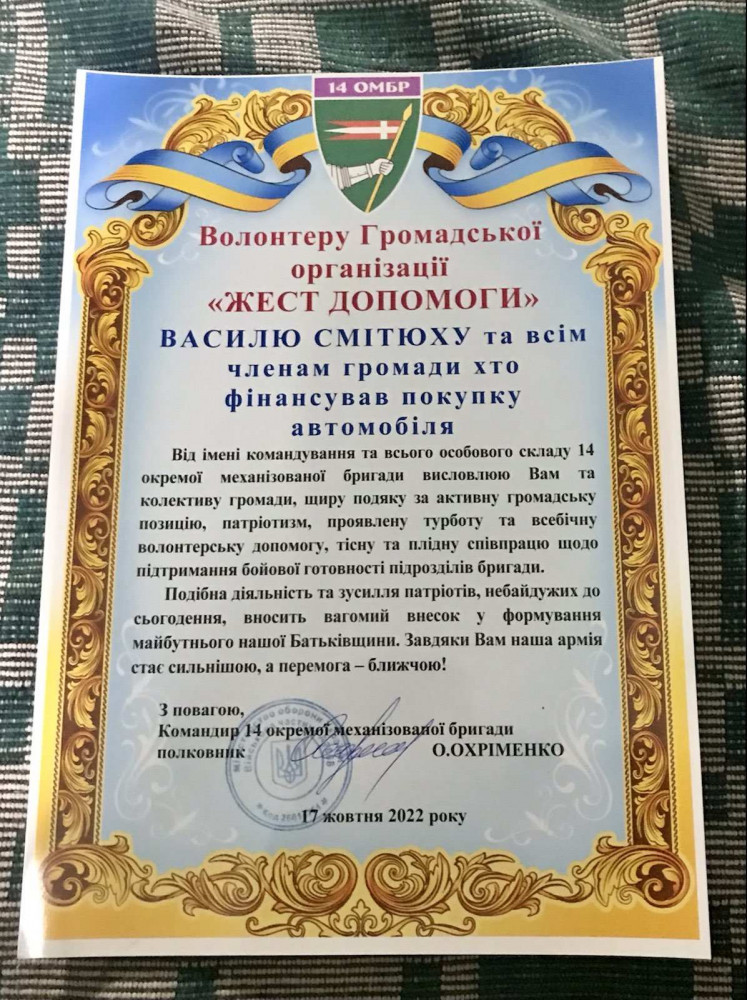 14 ОМБР
Волонтеру Громадської
організації
«ЖЕСТ ДОПОМОГИ»
ВАСИЛЮ СМІТЮХУ та всім
членам громади хто
фінансував покупку
автомобіля
Від імені командування та всього особового складу 14
окремої механізованої бригади висловлюю Вам та
колективу громади, щиру подяку за активну громадську
позицію, патріотизм, проявлену турботу та всебічну
волонтерську допомогу, тісну та плідну співпрацю щодо
підтримання бойової готовності підрозділів бригади.
Подібна діяльність та зусилля патріотів, небайдужих до
сьогодення, вносить вагомий внесок у формування
майбутнього нашої Батьківщини. Завдяки Вам наша армія
стає сильнішою, а перемога – ближчою!
З повагою,
Командир 14 окремої механізованої бригади
полковник О.ОХРІМЕНКО
17 жовтня 2022 року